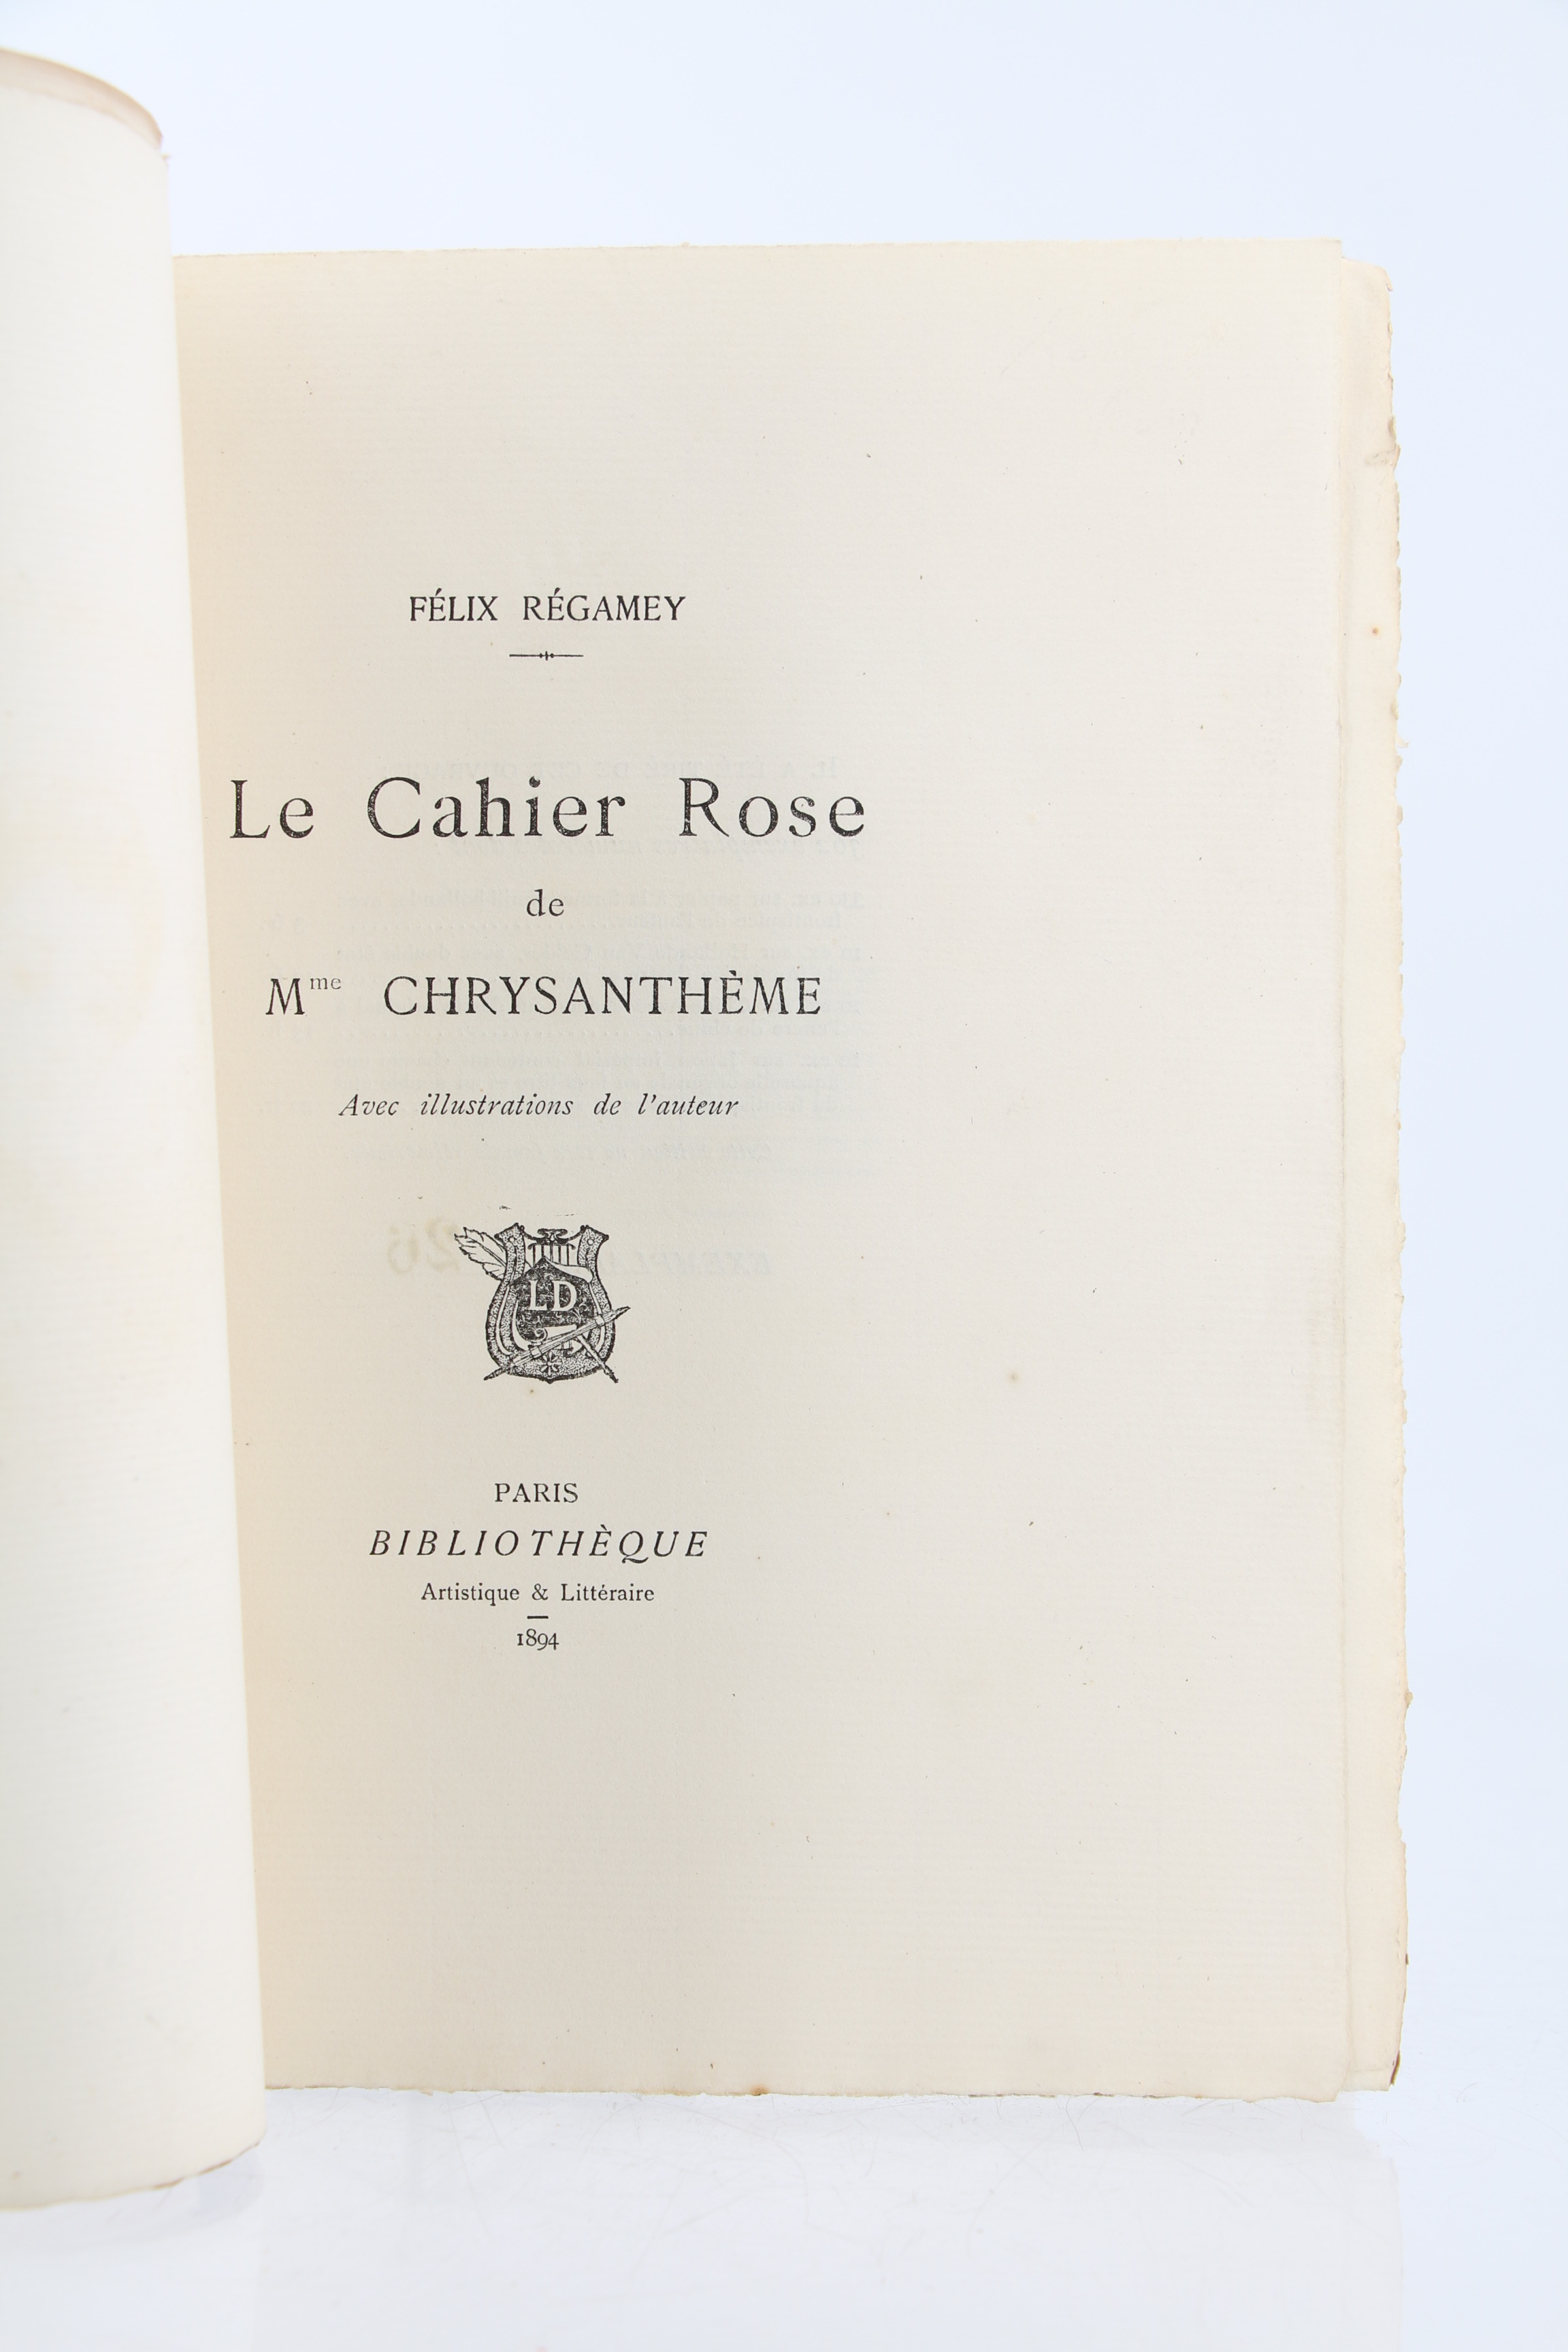 FÉLIX RÉGAMEY
Le Cahier Rose
de
Mme CHRYSANTHÈME
Avec illustrations de l'auteur
LD
PARIS
BIBLIOTHÈQUE
Artistique & Littéraire
1894